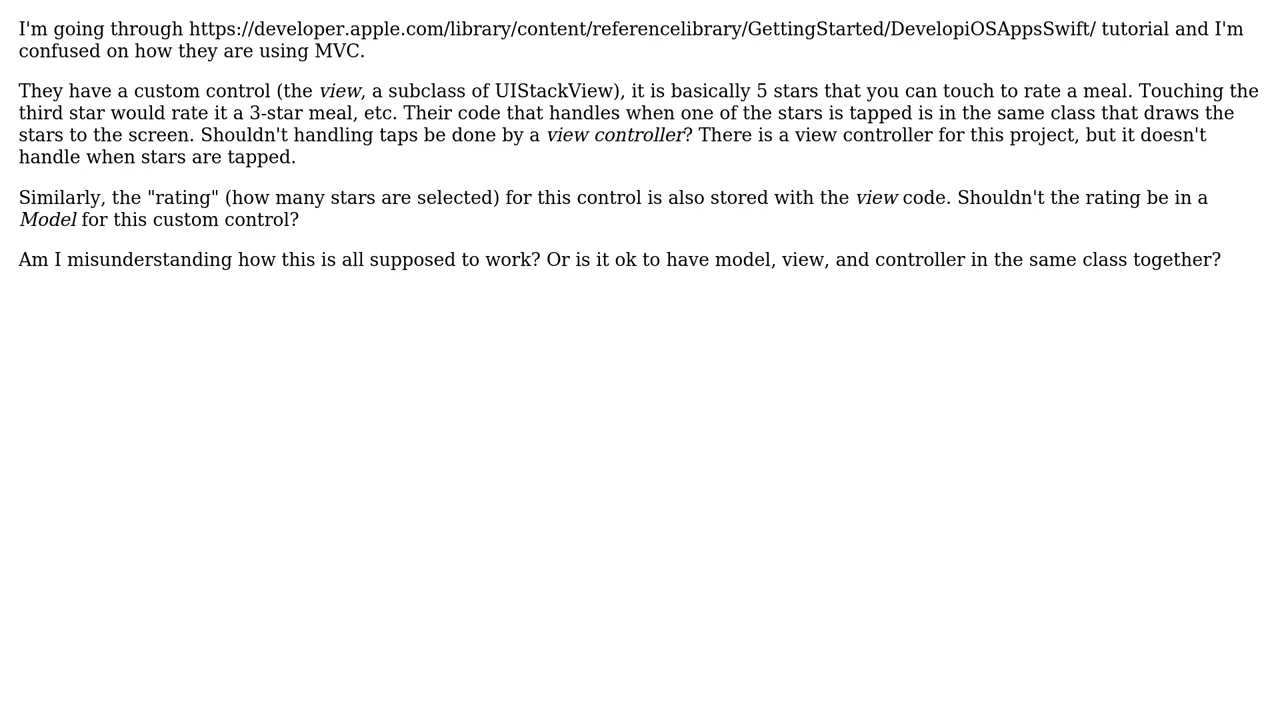 I'm going through https://developer.apple.com/library/content/referencelibrary/GettingStarted/DevelopiOSAppsSwift/ tutorial and I'm
confused on how they are using MVC.
They have a custom control (the view, a subclass of UIStackView), it is basically 5 stars that you can touch to rate a meal. Touching the
third star would rate it a 3-star meal, etc. Their code that handles when one of the stars is tapped is in the same class that draws the
stars to the screen. Shouldn't handling taps be done by a view controller? There is a view controller for this project, but it doesn't
handle when stars are tapped.
Similarly, the "rating" (how many stars are selected) for this control is also stored with the view code. Shouldn't the rating be in a
Model for this custom control?
Am I misunderstanding how this is all supposed to work? Or is it ok to have model, view, and controller in the same class together?